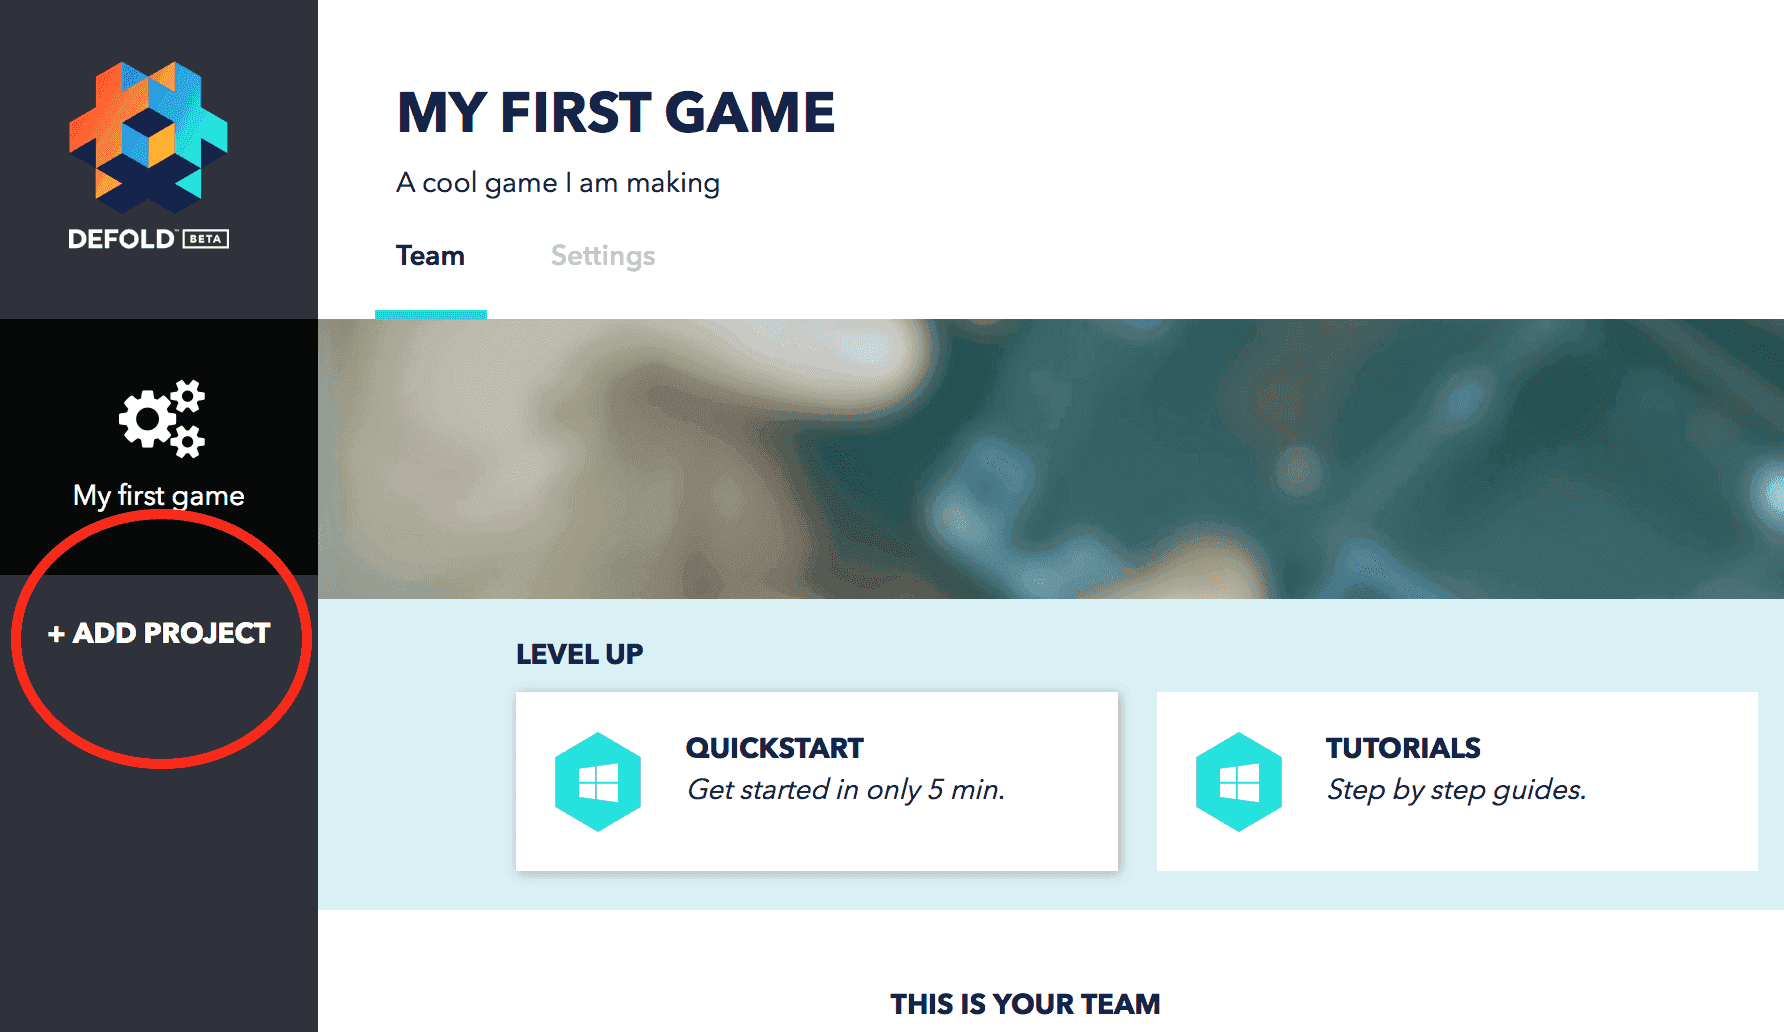 DEFOLD™ BETA
My first game
+ ADD PROJECT
MY FIRST GAME
A cool game I am making
Team Settings
LEVEL UP
QUICKSTART
Get started in only 5 min.
TUTORIALS
Step by step guides.
THIS IS YOUR TEAM